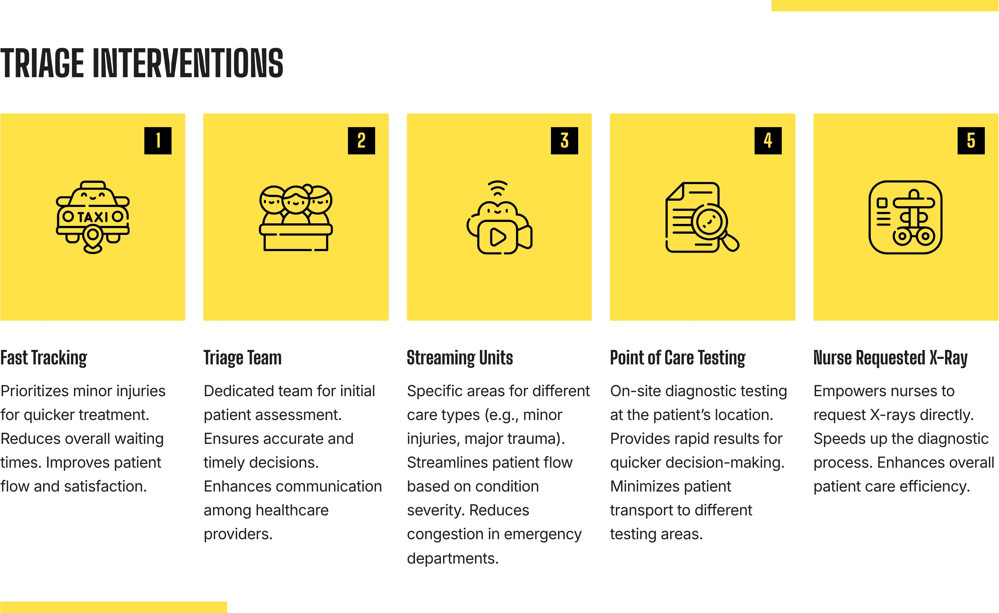 TRIAGE INTERVENTIONS
1
2
3
4
5
TAXI
Fast Tracking
Prioritizes minor injuries
for quicker treatment.
Reduces overall waiting
times. Improves patient
flow and satisfaction.
Triage Team
Dedicated team for initial
patient assessment.
Ensures accurate and
timely decisions.
Enhances communication
among healthcare
providers.
Streaming Units
Specific areas for different
care types (e.g., minor
injuries, major trauma).
Streamlines patient flow
based on condition
severity. Reduces
congestion in emergency
departments.
Point of Care Testing
On-site diagnostic testing
at the patient’s location.
Provides rapid results for
quicker decision-making.
Minimizes patient
transport to different
testing areas.
Nurse Requested X-Ray
Empowers nurses to
request X-rays directly.
Speeds up the diagnostic
process. Enhances overall
patient care efficiency.